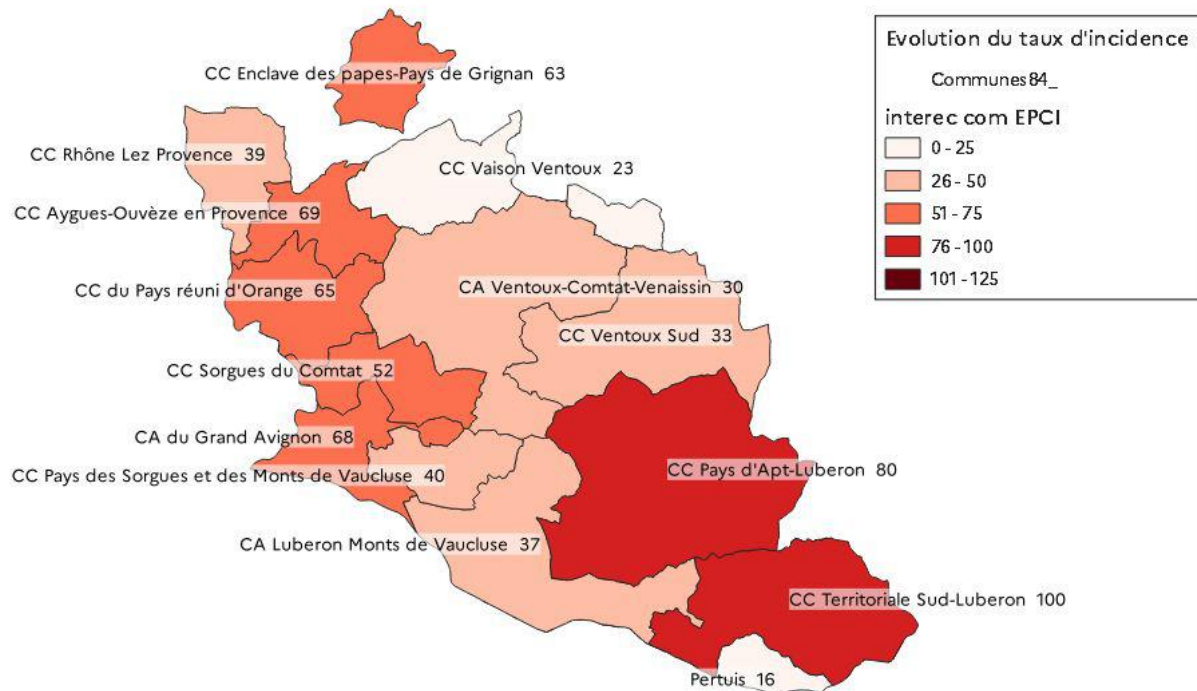 Evolution du taux d'incidence
Communes84_
interec com EPCI
0 - 25
26 - 50
51 - 75
76 - 100
101 - 125
CC Enclave des papes-Pays de Grignan 63
CC Rhône Lez Provence 39
CC Vaison Ventoux 23
CC Aygues-Ouvèze en Provence 69
CC du Pays réuni d'Orange 65
CA Ventoux-Comtat-Venaissin 30
CC Ventoux Sud 33
CC Sorgues du Comtat 52
CA du Grand Avignon 68
CC Pays d'Apt-Luberon 80
CC Pays des Sorgues et des Monts de Vaucluse 40
CA Luberon Monts de Vaucluse 37
CC Territoriale Sud-Luberon 100
Pertuis 16